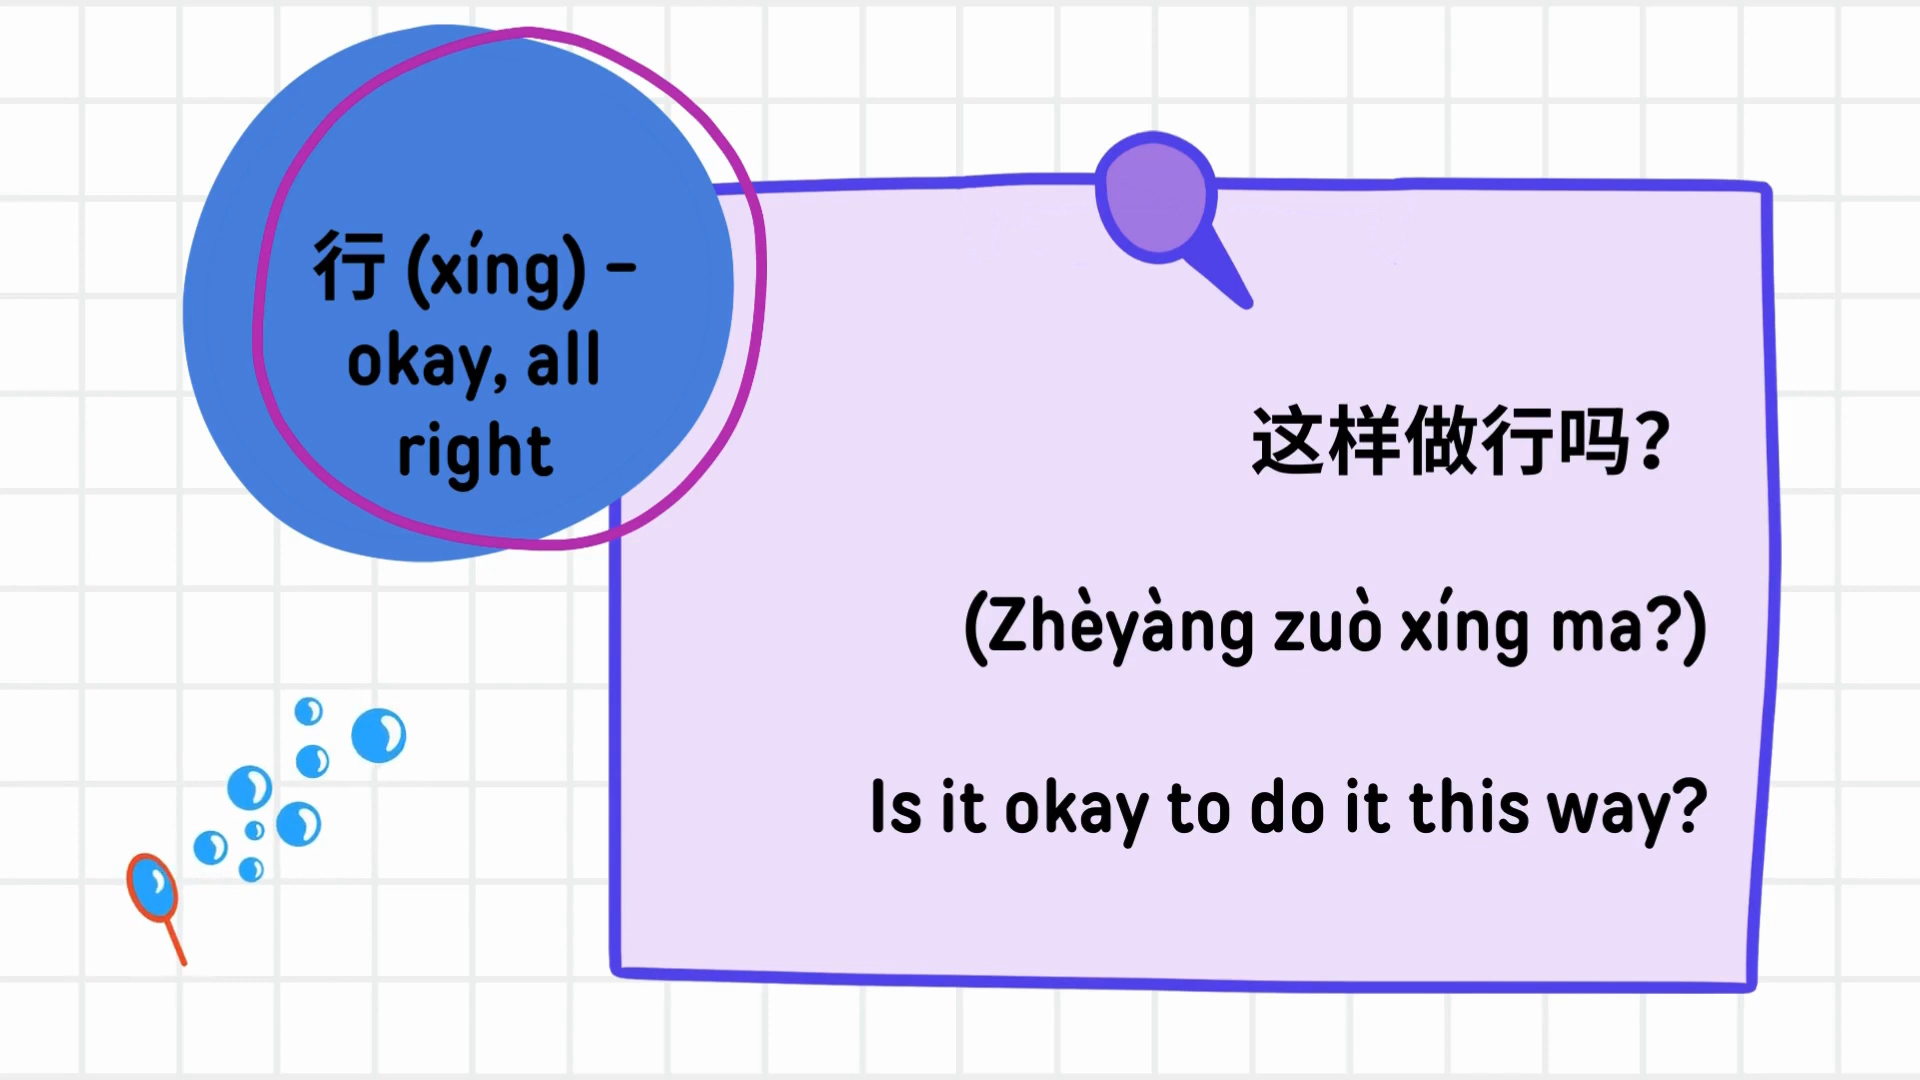 行 (xíng) –
okay, all
right
这样做行吗？
(Zhèyàng zuò xíng ma?)
Is it okay to do it this way?